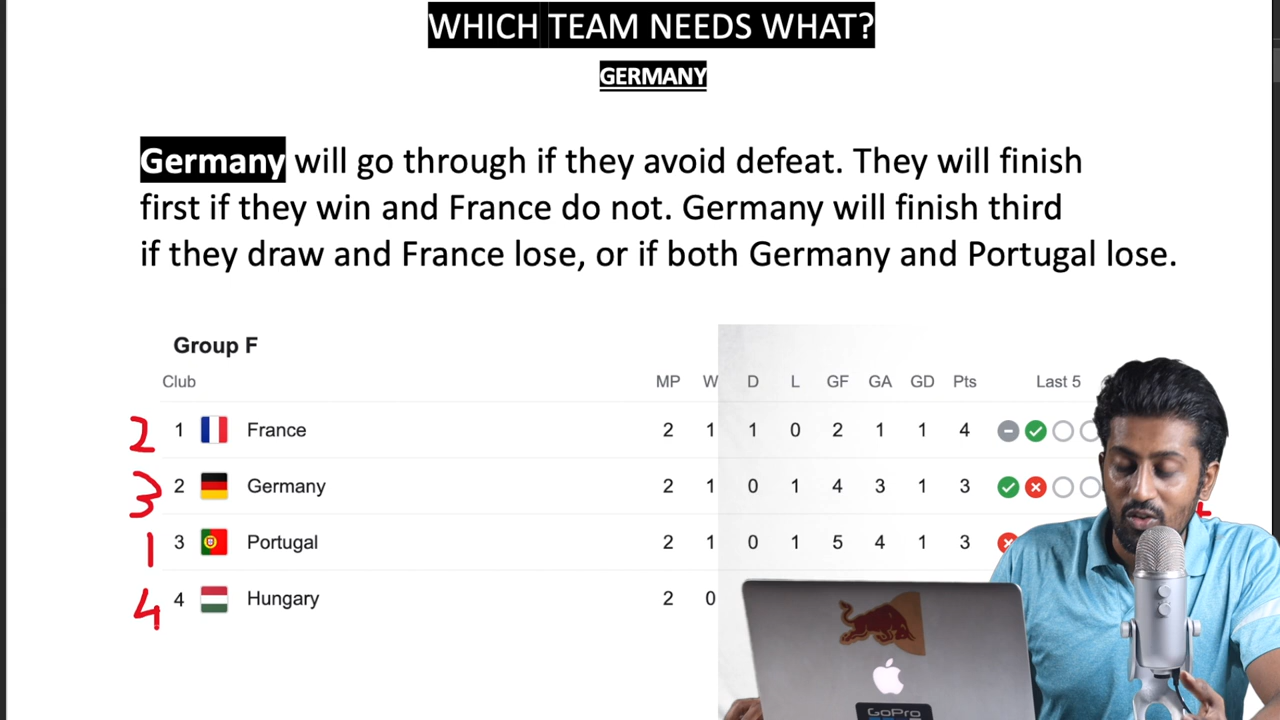 WHICH TEAM NEEDS WHAT?
GERMANY
Germany will go through if they avoid defeat. They will finish
first if they win and France do not. Germany will finish third
if they draw and France lose, or if both Germany and Portugal lose.
Group F
Club MP W D L GF GA GD Pts Last 5
2 1 France 2 1 1 0 2 1 1 4
3 2 Germany 2 1 0 1 4 3 1 3
1 3 Portugal 2 1 0 1 5 4 1 3
4 4 Hungary 2 0
GoPro